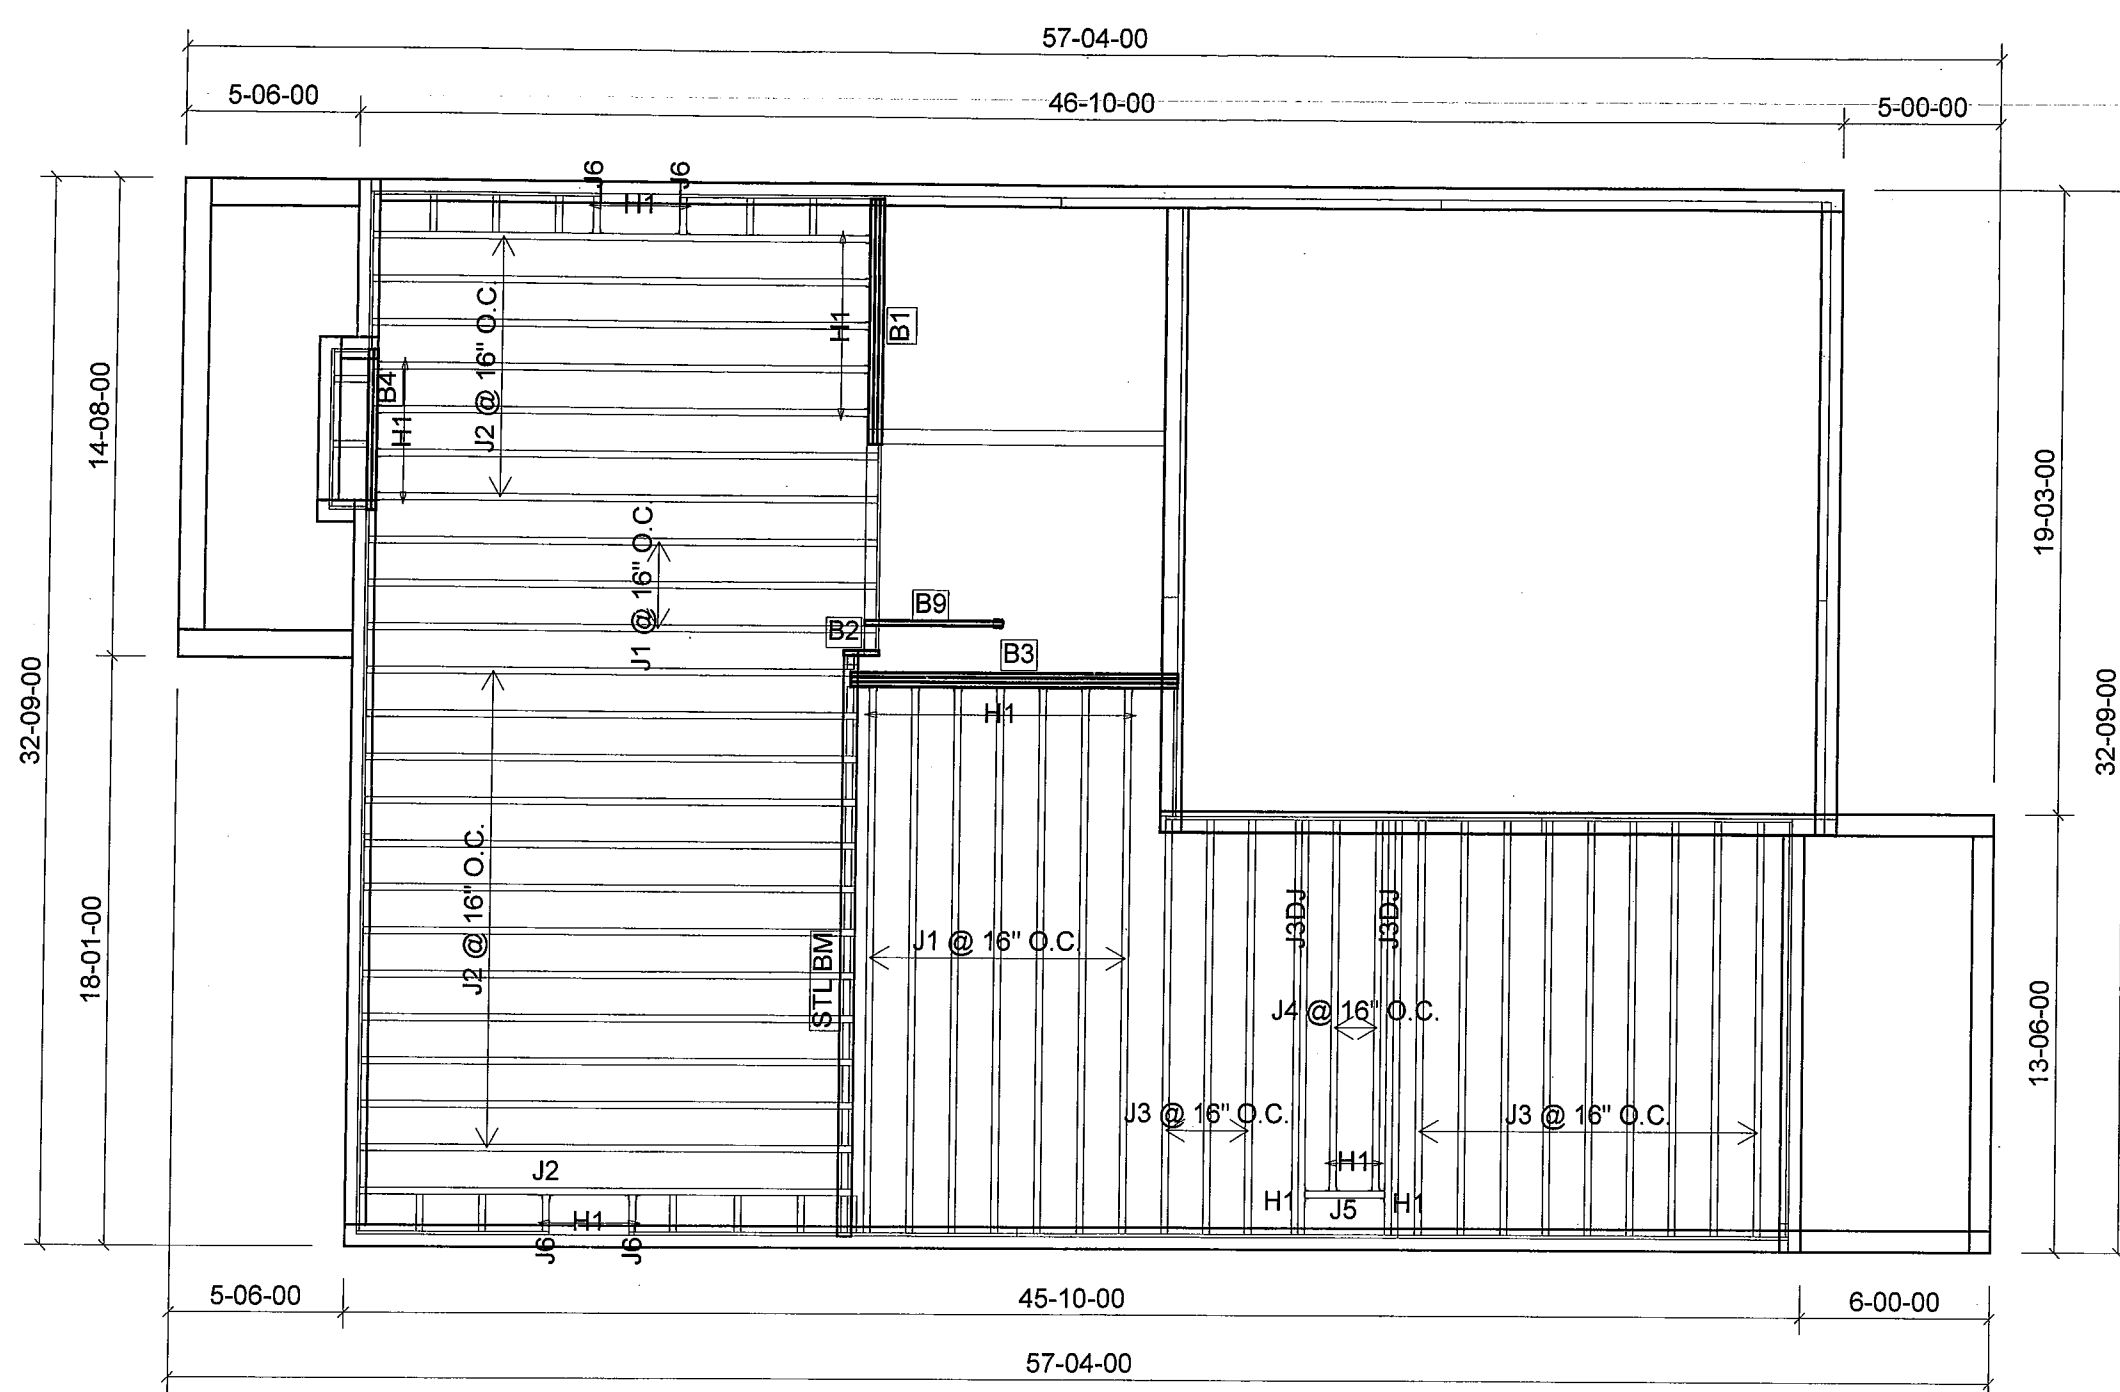 57-04-00
5-06-00
46-10-00
5-00-00
J6
J6
H1
J2 @ 16" O.C.
H1
B1
B4
H1
14-08-00
19-03-00
J1 @ 16" O.C.
B9
B2
B3
32-09-00
32-09-00
H1
J2 @ 16" O.C.
STL BM
J1 @ 16" O.C.
J3DJ
J3DJ
18-01-00
J4 @ 16" O.C.
13-06-00
J3 @ 16" O.C.
J3 @ 16" O.C.
H1
J2
H1
J5
H1
H1
J6
J6
5-06-00
45-10-00
6-00-00
57-04-00